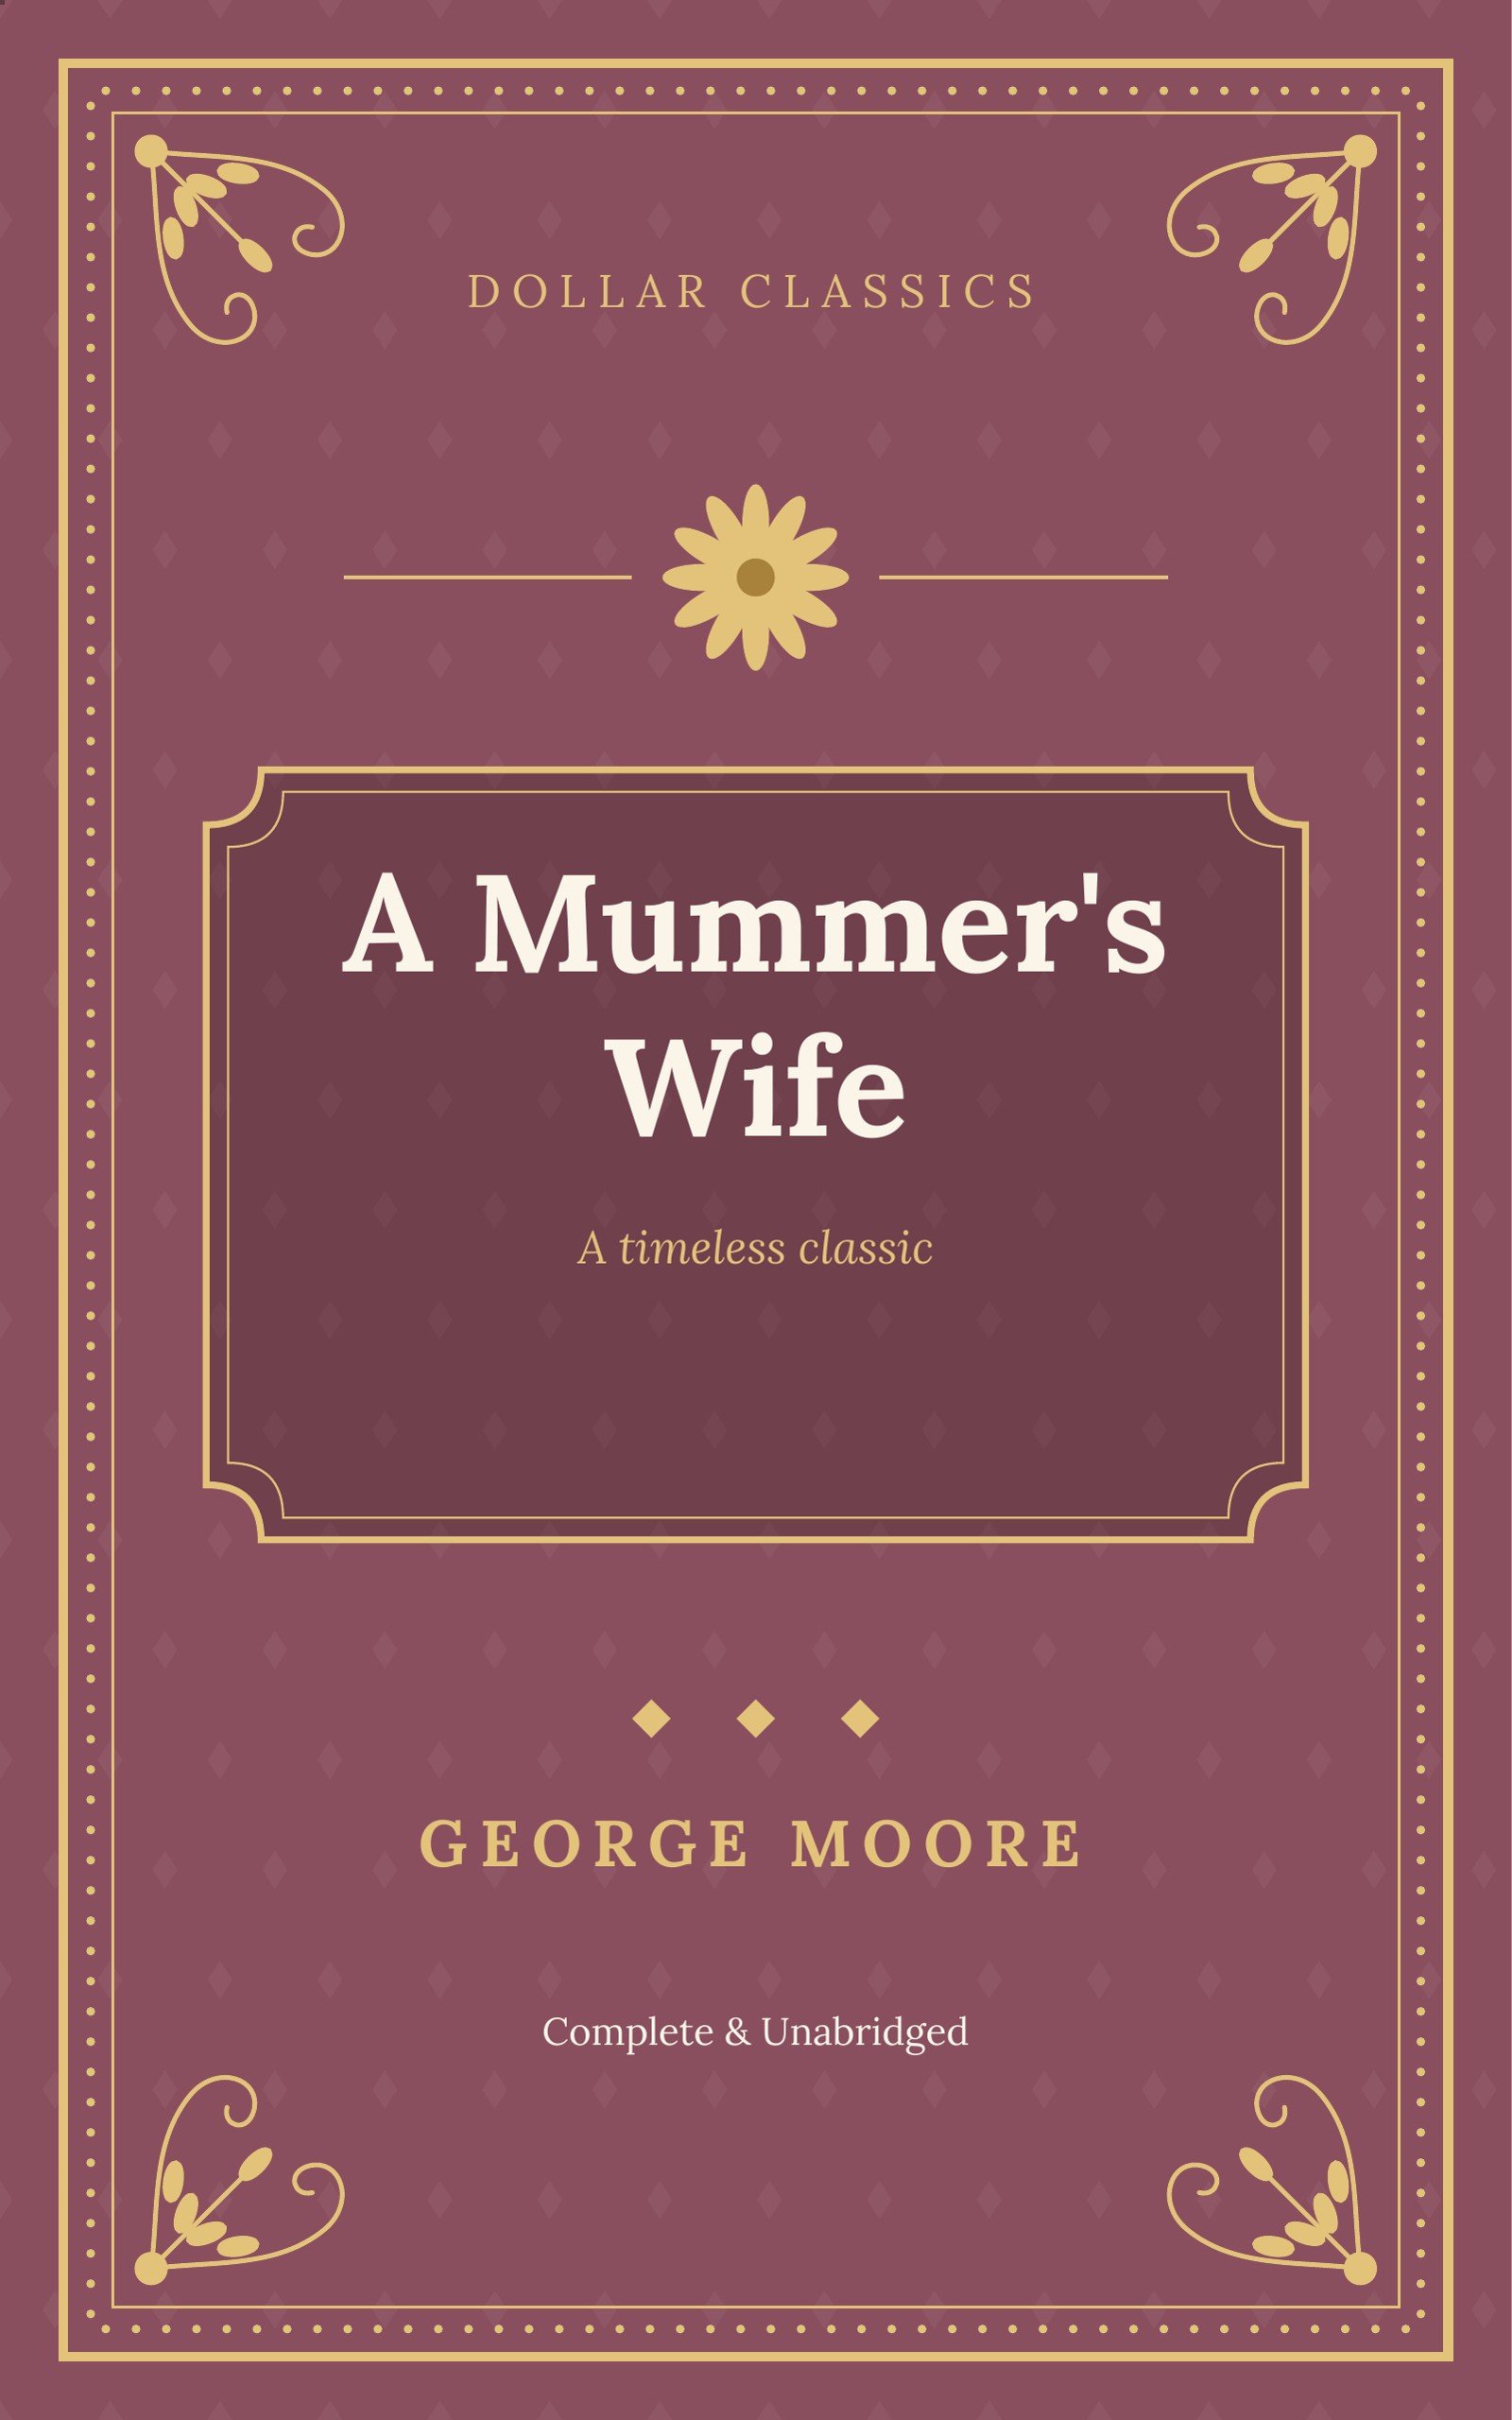 DOLLAR CLASSICS
A Mummer's
Wife
A timeless classic
GEORGE MOORE
Complete & Unabridged